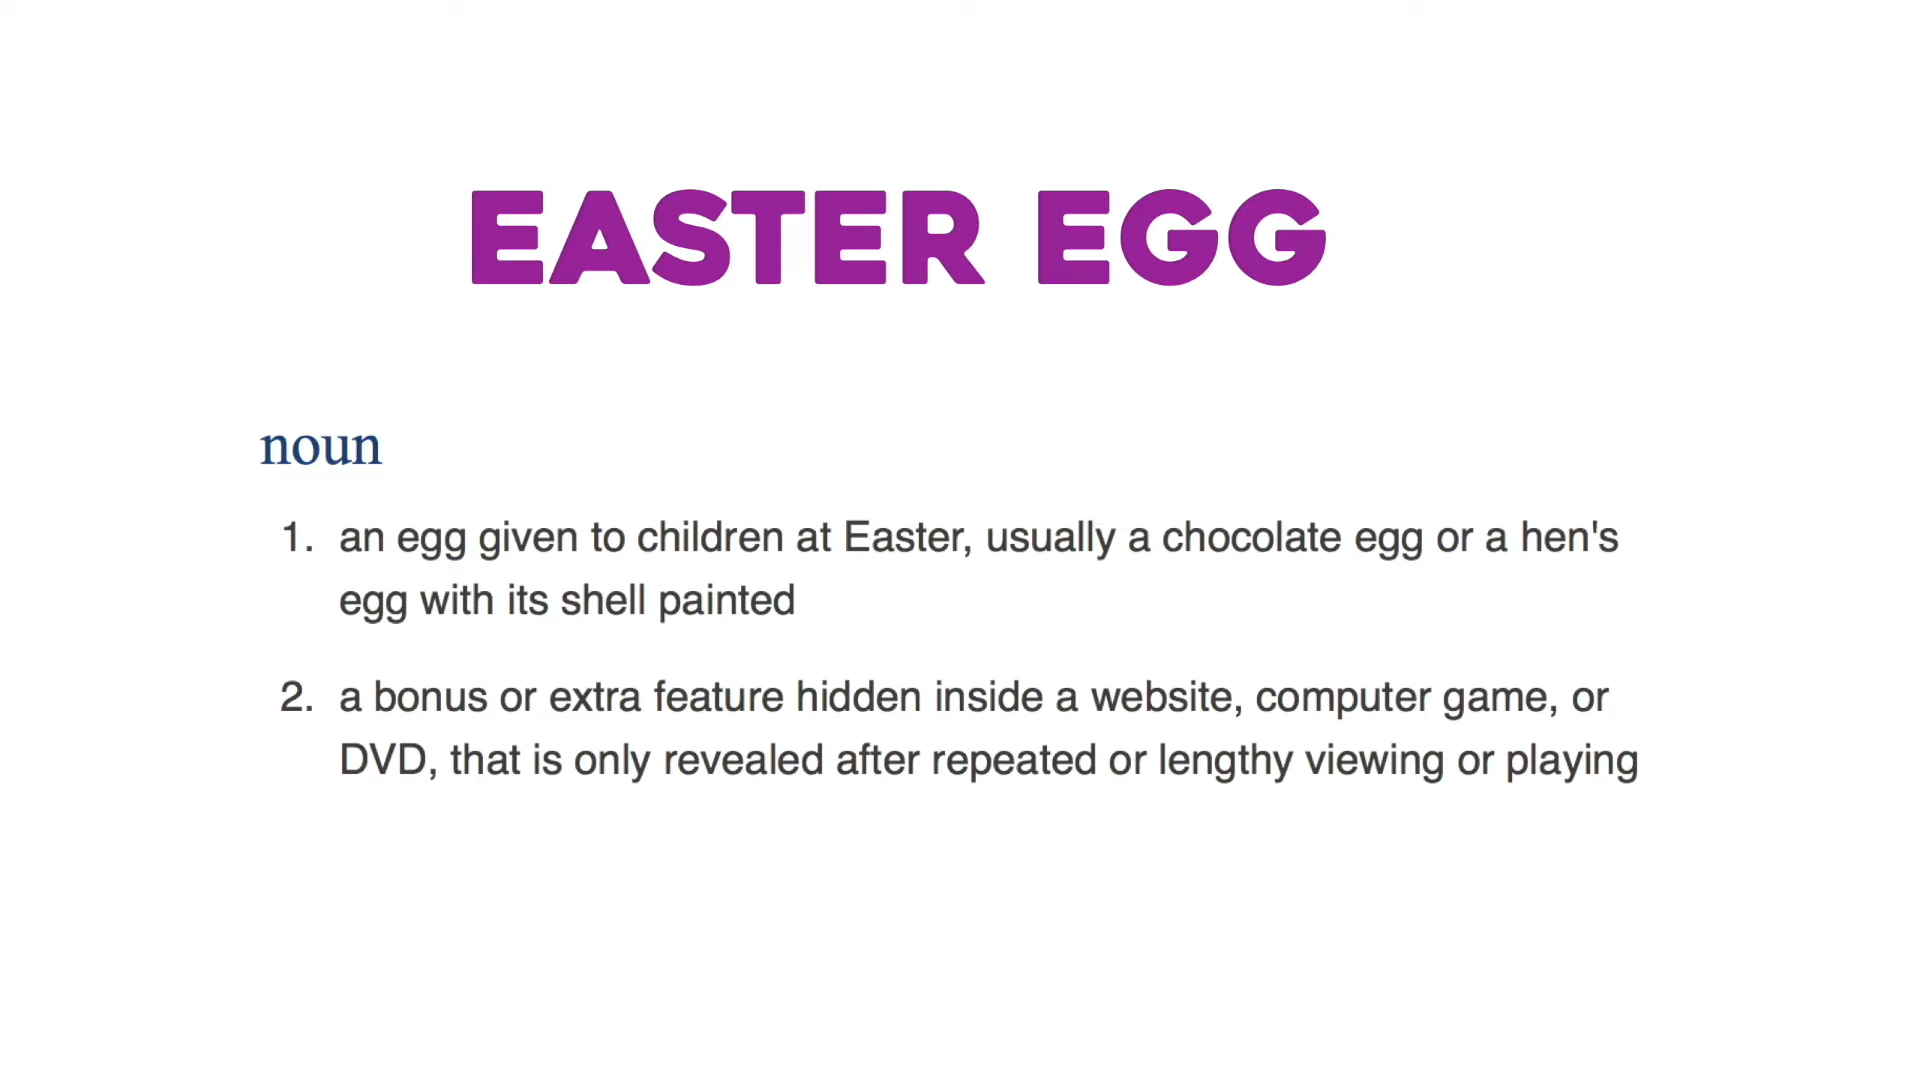 EASTER EGG
noun
1. an egg given to children at Easter, usually a chocolate egg or a hen's
egg with its shell painted
2. a bonus or extra feature hidden inside a website, computer game, or
DVD, that is only revealed after repeated or lengthy viewing or playing